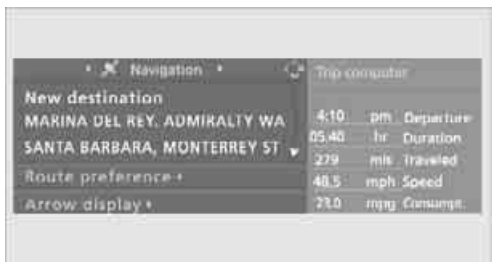 Navigation
New destination
MARINA DEL REY, ADMIRALTY WA
SANTA BARBARA, MONTERREY ST
Route preference
Arrow display
Trip computer
4:10 pm Departure
05.40 hr Duration
279 mls Traveled
48.5 mph Speed
23.0 mpg Consumpt.